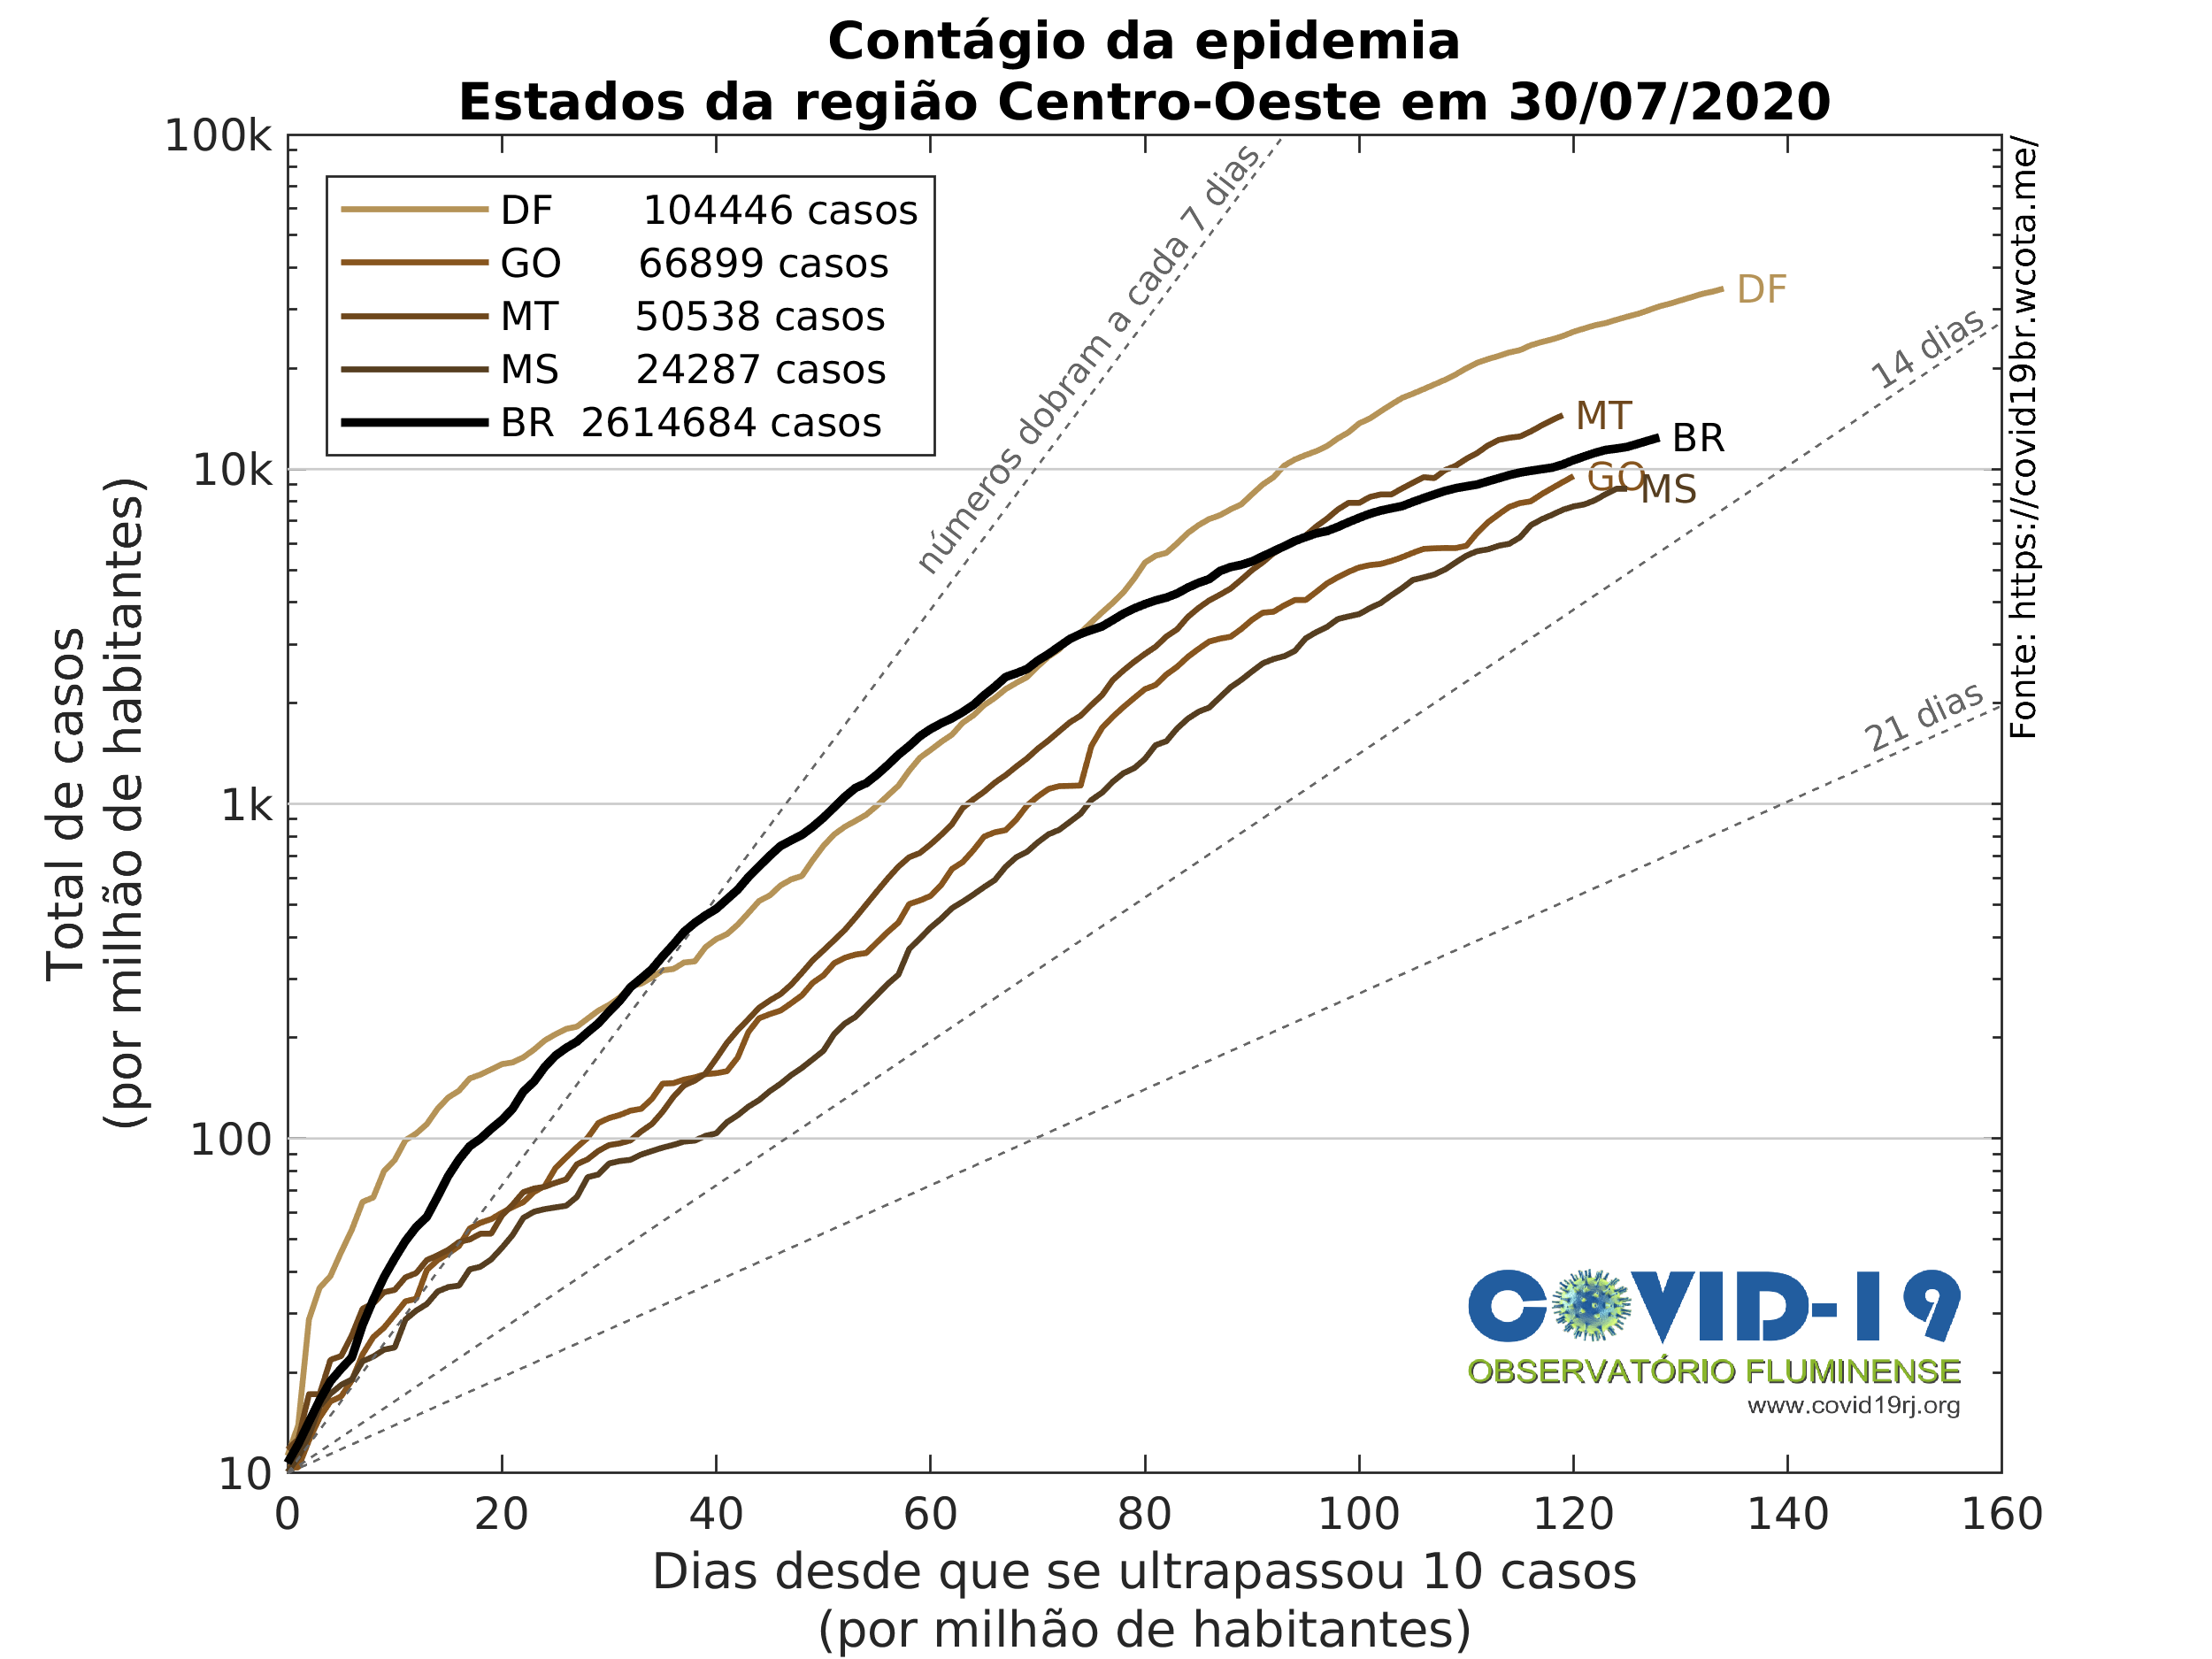 Contágio da epidemia
Estados da região Centro-Oeste em 30/07/2020
100k
10k
1k
100
10
Total de casos
(por milhão de habitantes)
DF 104446 casos
GO 66899 casos
MT 50538 casos
MS 24287 casos
BR 2614684 casos
números dobram a cada 7 dias
14 dias
21 dias
DF
MT
BR
GO
MS
Fonte: https://covid19br.wcota.me/
COVID-19
OBSERVATÓRIO FLUMINENSE
www.covid19rj.org
0 20 40 60 80 100 120 140 160
Dias desde que se ultrapassou 10 casos
(por milhão de habitantes)